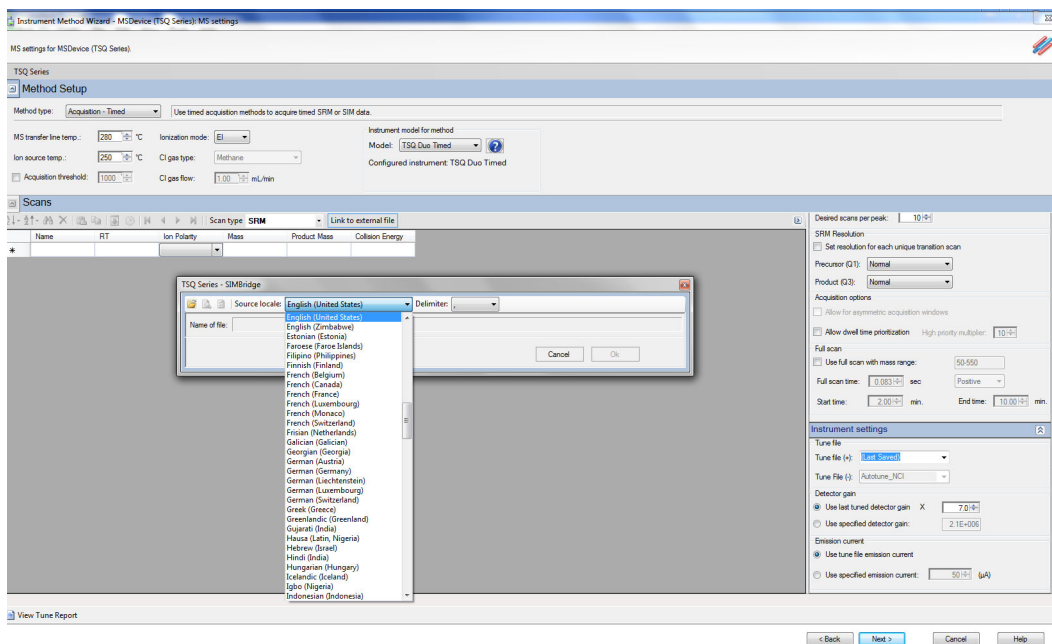 Instrument Method Wizard - MSDevice (TSQ Series): MS settings
MS settings for MSDevice (TSQ Series).
TSQ Series
Method Setup
Method type: Acquisition - Timed Use timed acquisition methods to acquire timed SRM or SIM data.
MS transfer line temp.: 280 °C Ionization mode: EI
Ion source temp.: 250 °C CI gas type: Methane
Acquisition threshold: 1000 CI gas flow: 1.00 mL/min
Instrument model for method
Model: TSQ Duo Timed
Configured instrument: TSQ Duo Timed
Scans
Scan type SRM Link to external file
Name RT Ion Polarity Mass Product Mass Collision Energy
TSQ Series - SIMBridge
Source locale: English (United States) Delimiter: ,
Name of file:
Cancel Ok
English (United States)
English (Zimbabwe)
Estonian (Estonia)
Faroese (Faroe Islands)
Filipino (Philippines)
Finnish (Finland)
French (Belgium)
French (Canada)
French (France)
French (Luxembourg)
French (Monaco)
French (Switzerland)
Frisian (Netherlands)
Galician (Galician)
Georgian (Georgia)
German (Austria)
German (Germany)
German (Liechtenstein)
German (Luxembourg)
German (Switzerland)
Greek (Greece)
Greenlandic (Greenland)
Gujarati (India)
Hausa (Latin, Nigeria)
Hebrew (Israel)
Hindi (India)
Hungarian (Hungary)
Icelandic (Iceland)
Igbo (Nigeria)
Indonesian (Indonesia)
Desired scans per peak: 10
SRM Resolution
Set resolution for each unique transition scan
Precursor (Q1): Normal
Product (Q3): Normal
Acquisition options
Allow for asymmetric acquisition windows
Allow dwell time prioritization High priority multiplier: 10
Full scan
Use full scan with mass range: 50-550
Full scan time: 0.083 sec Positive
Start time: 2.00 min. End time: 10.00 min.
Instrument settings
Tune file
Tune file (+): (Last Saved)
Tune File (-): Autotune_NCI
Detector gain
Use last tuned detector gain X 7.0
Use specified detector gain: 2.1E+006
Emission current
Use tune file emission current
Use specified emission current: 50 (µA)
View Tune Report
< Back Next > Cancel Help